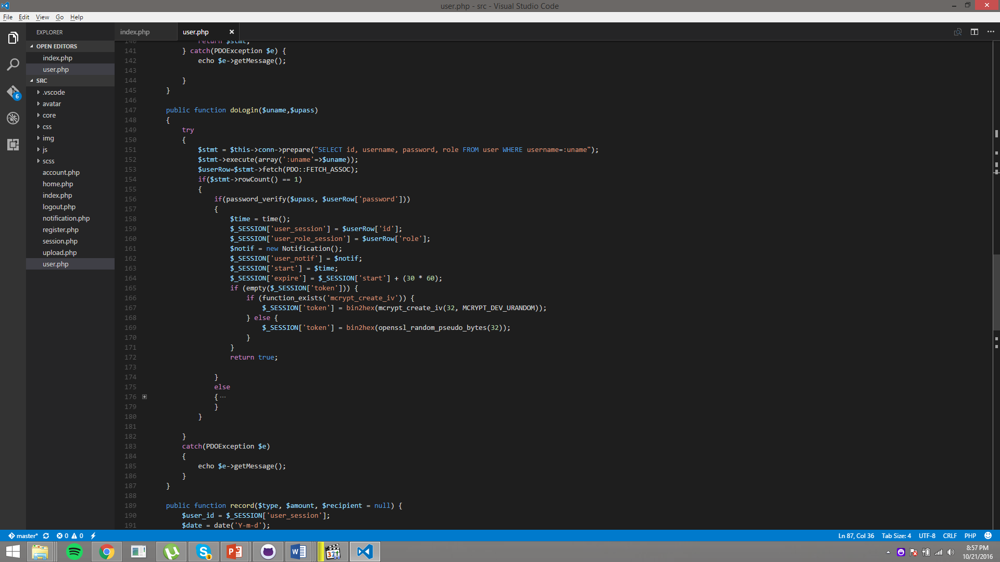 user.php - src - Visual Studio Code
File Edit View Go Help
EXPLORER
OPEN EDITORS
index.php
user.php
SRC
.vscode
avatar
core
css
img
js
scss
account.php
home.php
index.php
logout.php
notification.php
register.php
session.php
upload.php
user.php
6
index.php user.php
140 return $stmt;
141 } catch(PDOException $e) {
142 echo $e->getMessage();
143
144 }
145 }
146
147 public function doLogin($uname,$upass)
148 {
149 try
150 {
151 $stmt = $this->conn->prepare("SELECT id, username, password, role FROM user WHERE username=:uname");
152 $stmt->execute(array(':uname'=>$uname));
153 $userRow=$stmt->fetch(PDO::FETCH_ASSOC);
154 if($stmt->rowCount() == 1)
155 {
156 if(password_verify($upass, $userRow['password']))
157 {
158 $time = time();
159 $_SESSION['user_session'] = $userRow['id'];
160 $_SESSION['user_role_session'] = $userRow['role'];
161 $notif = new Notification();
162 $_SESSION['user_notif'] = $notif;
163 $_SESSION['start'] = $time;
164 $_SESSION['expire'] = $_SESSION['start'] + (30 * 60);
165 if (empty($_SESSION['token'])) {
166 if (function_exists('mcrypt_create_iv')) {
167 $_SESSION['token'] = bin2hex(mcrypt_create_iv(32, MCRYPT_DEV_URANDOM));
168 } else {
169 $_SESSION['token'] = bin2hex(openssl_random_pseudo_bytes(32));
170 }
171 }
172 return true;
173
174 }
175 else
176 {···
179 }
180 }
181
182 }
183 catch(PDOException $e)
184 {
185 echo $e->getMessage();
186 }
187 }
188
189 public function record($type, $amount, $recipient = null) {
190 $user_id = $_SESSION['user_session'];
191 $date = date('Y-m-d');
master* 0 0 Ln 87, Col 36 Tab Size: 4 UTF-8 CRLF PHP
8:57 PM
10/21/2016